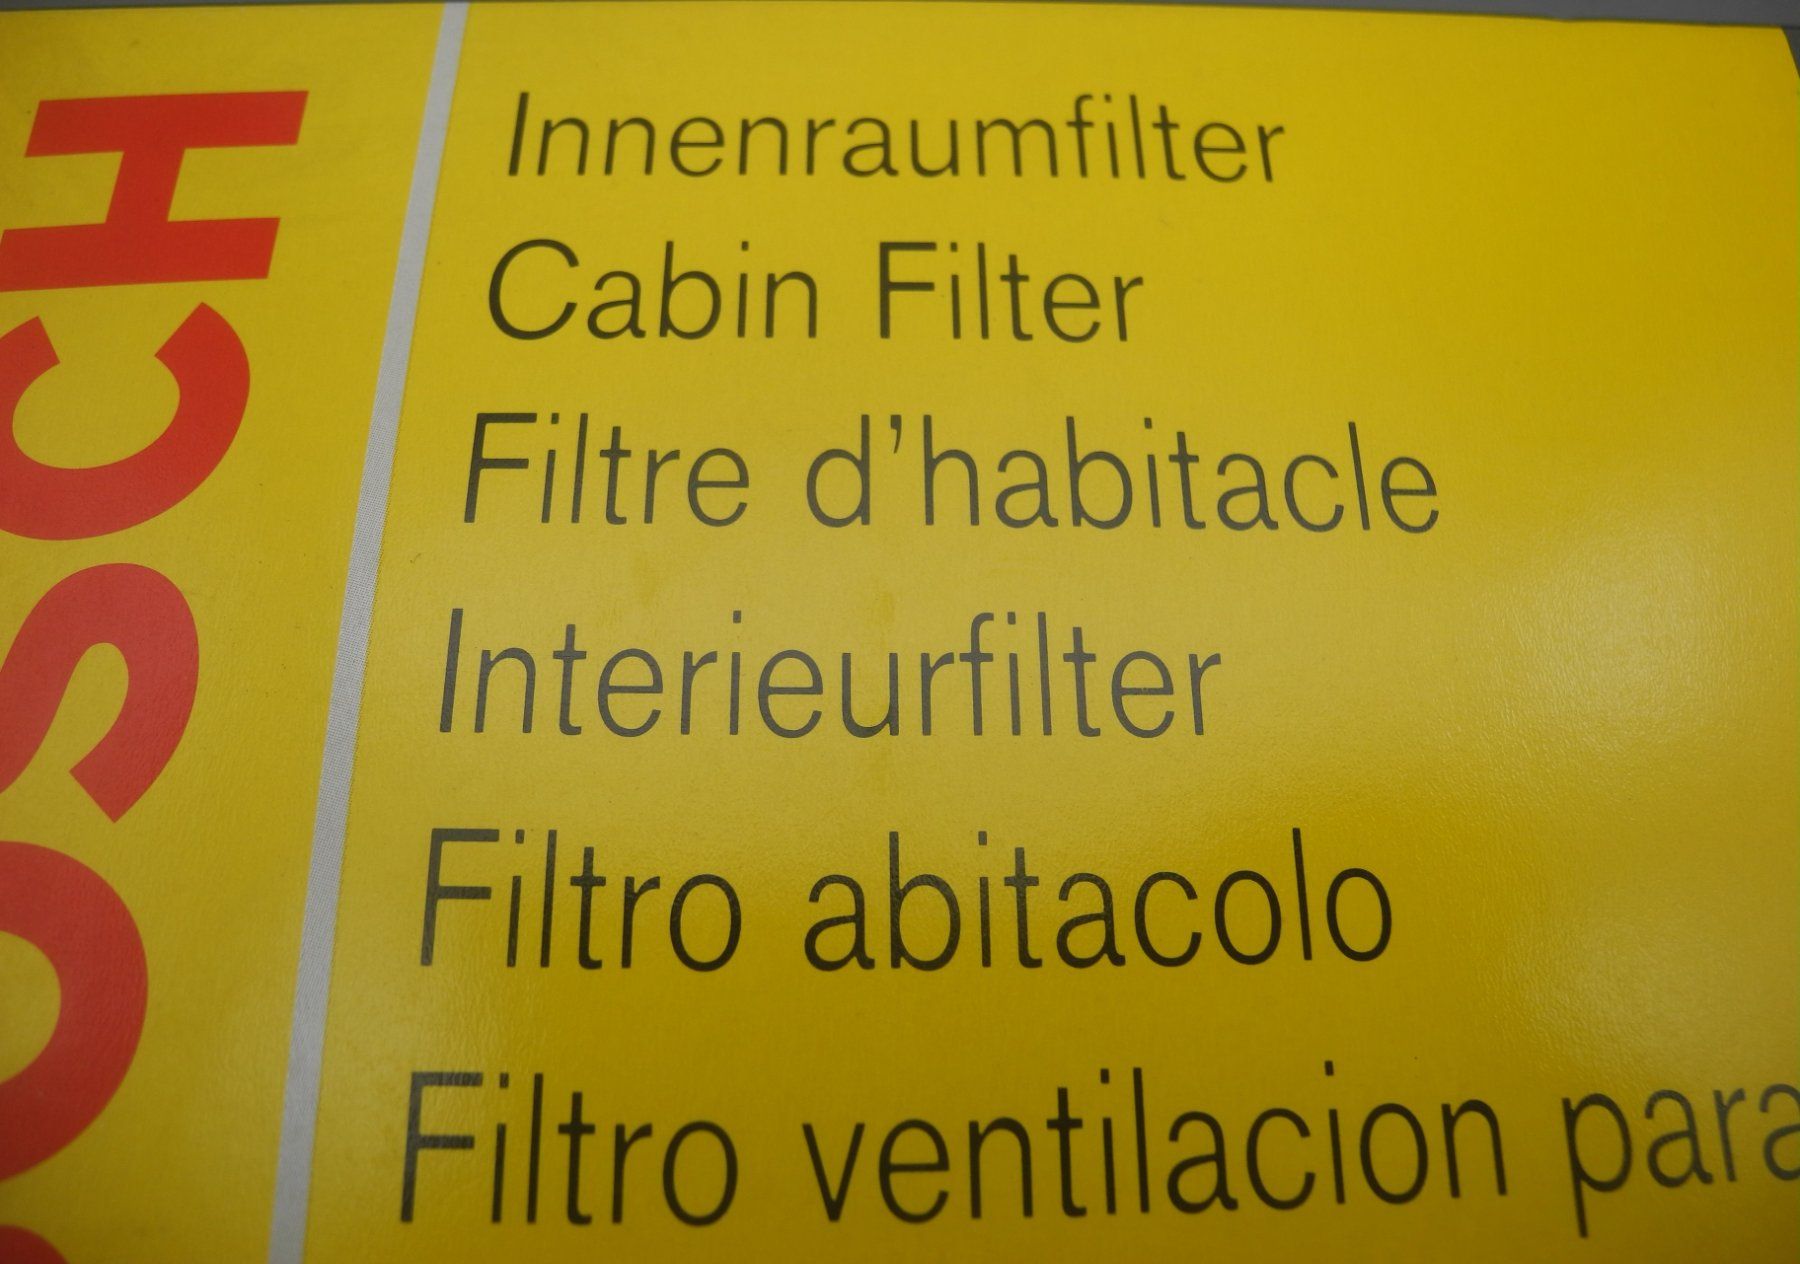 BOSCH
Innenraumfilter
Cabin Filter
Filtre d'habitacle
Interieurfilter
Filtro abitacolo
Filtro ventilacion para